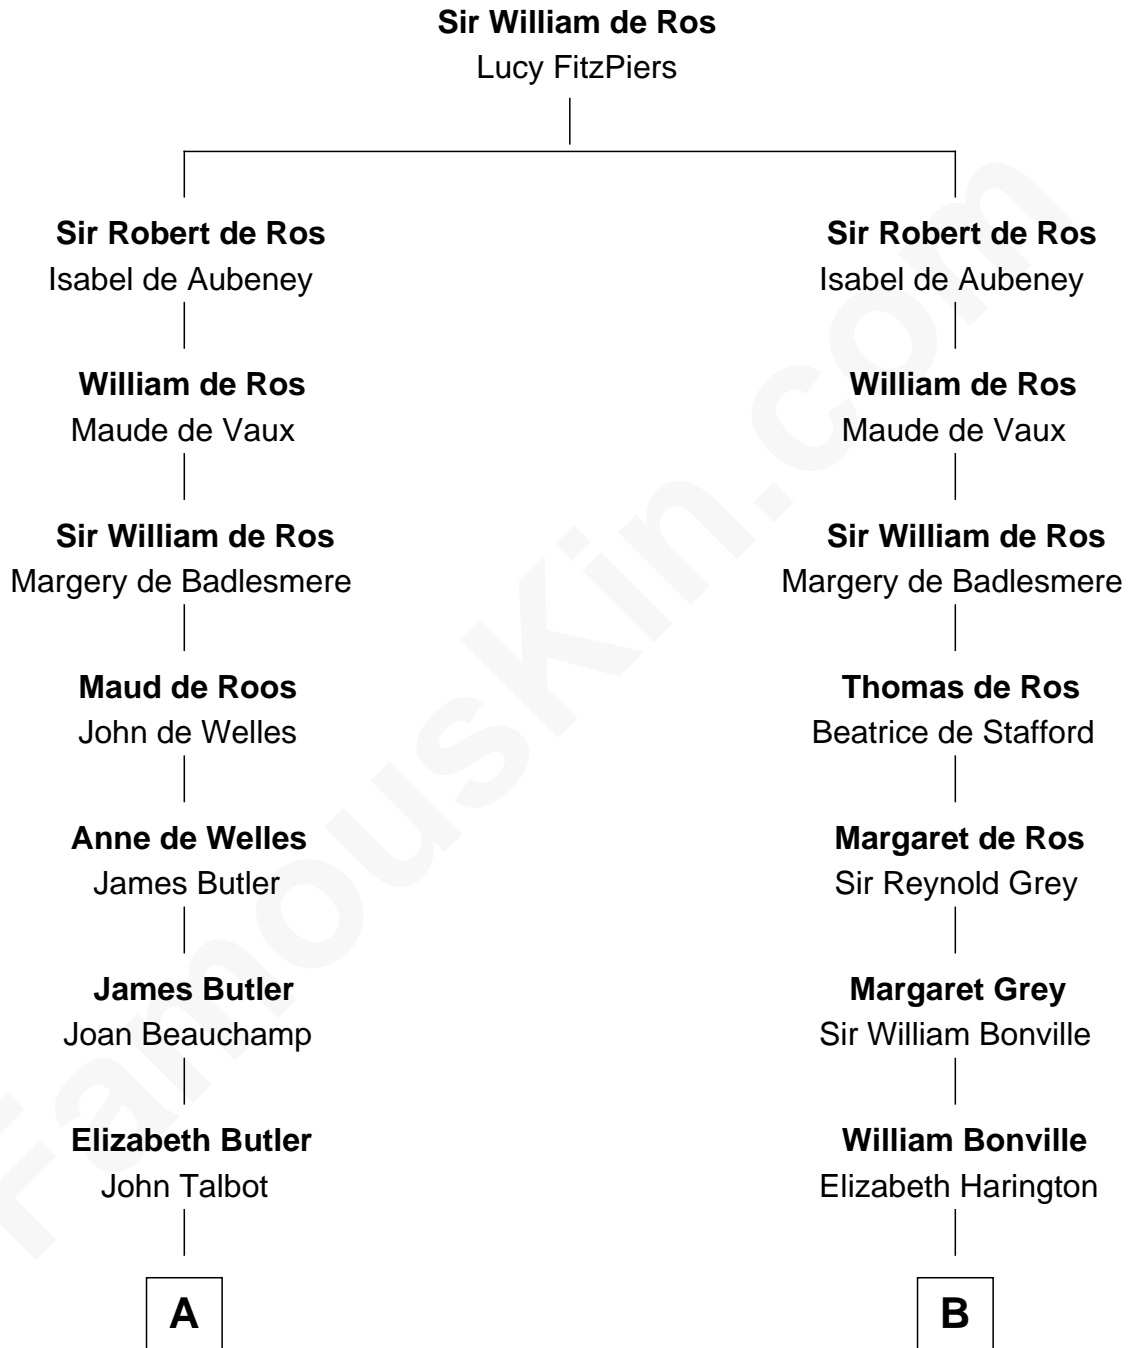 Sir William de Ros
Lucy FitzPiers
Sir Robert de Ros
Isabel de Aubeney
William de Ros
Maude de Vaux
Sir William de Ros
Margery de Badlesmere
Maud de Roos
John de Welles
Anne de Welles
James Butler
James Butler
Joan Beauchamp
Elizabeth Butler
John Talbot
A
Sir Robert de Ros
Isabel de Aubeney
William de Ros
Maude de Vaux
Sir William de Ros
Margery de Badlesmere
Thomas de Ros
Beatrice de Stafford
Margaret de Ros
Sir Reynold Grey
Margaret Grey
Sir William Bonville
William Bonville
Elizabeth Harington
B
FamousKin.com